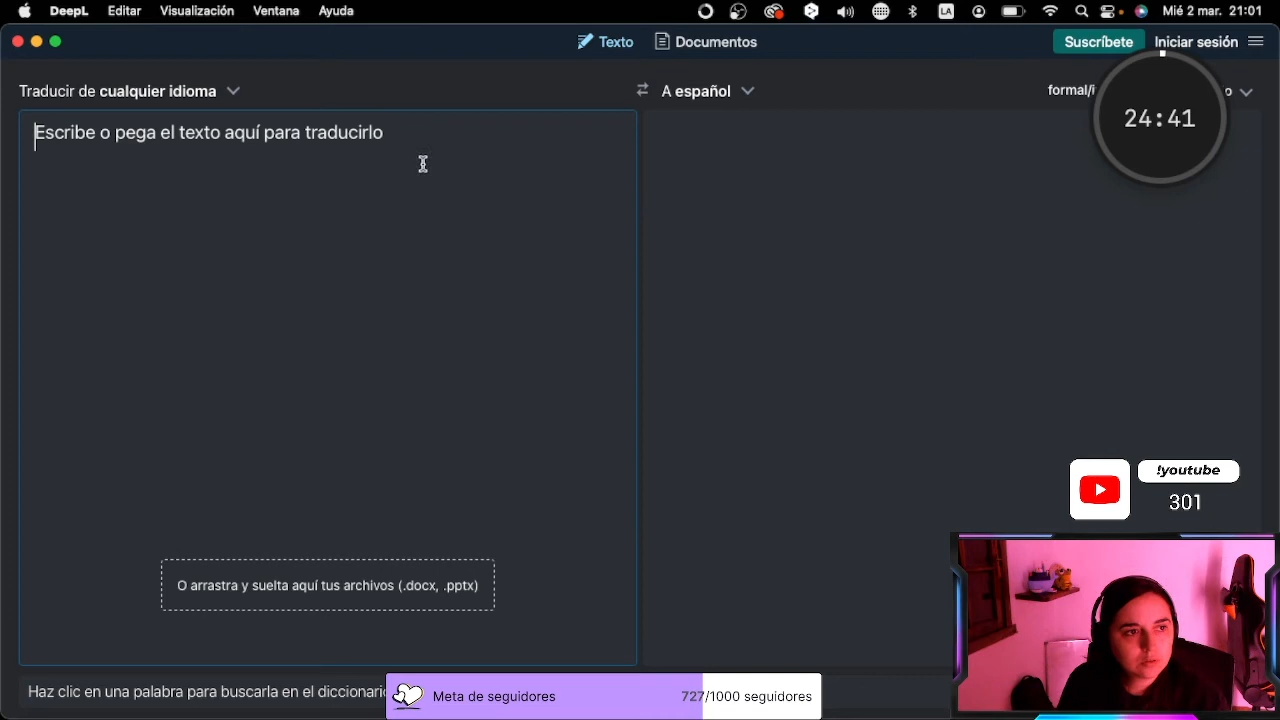 DeepL Editar Visualización Ventana Ayuda
LA
Mié 2 mar. 21:01
Texto
Documentos
Suscríbete
Iniciar sesión
Traducir de cualquier idioma
A español
formal/i
o
24:41
Escribe o pega el texto aquí para traducirlo
!youtube
301
O arrastra y suelta aquí tus archivos (.docx, .pptx)
Haz clic en una palabra para buscarla en el diccionario
Meta de seguidores
727/1000 seguidores